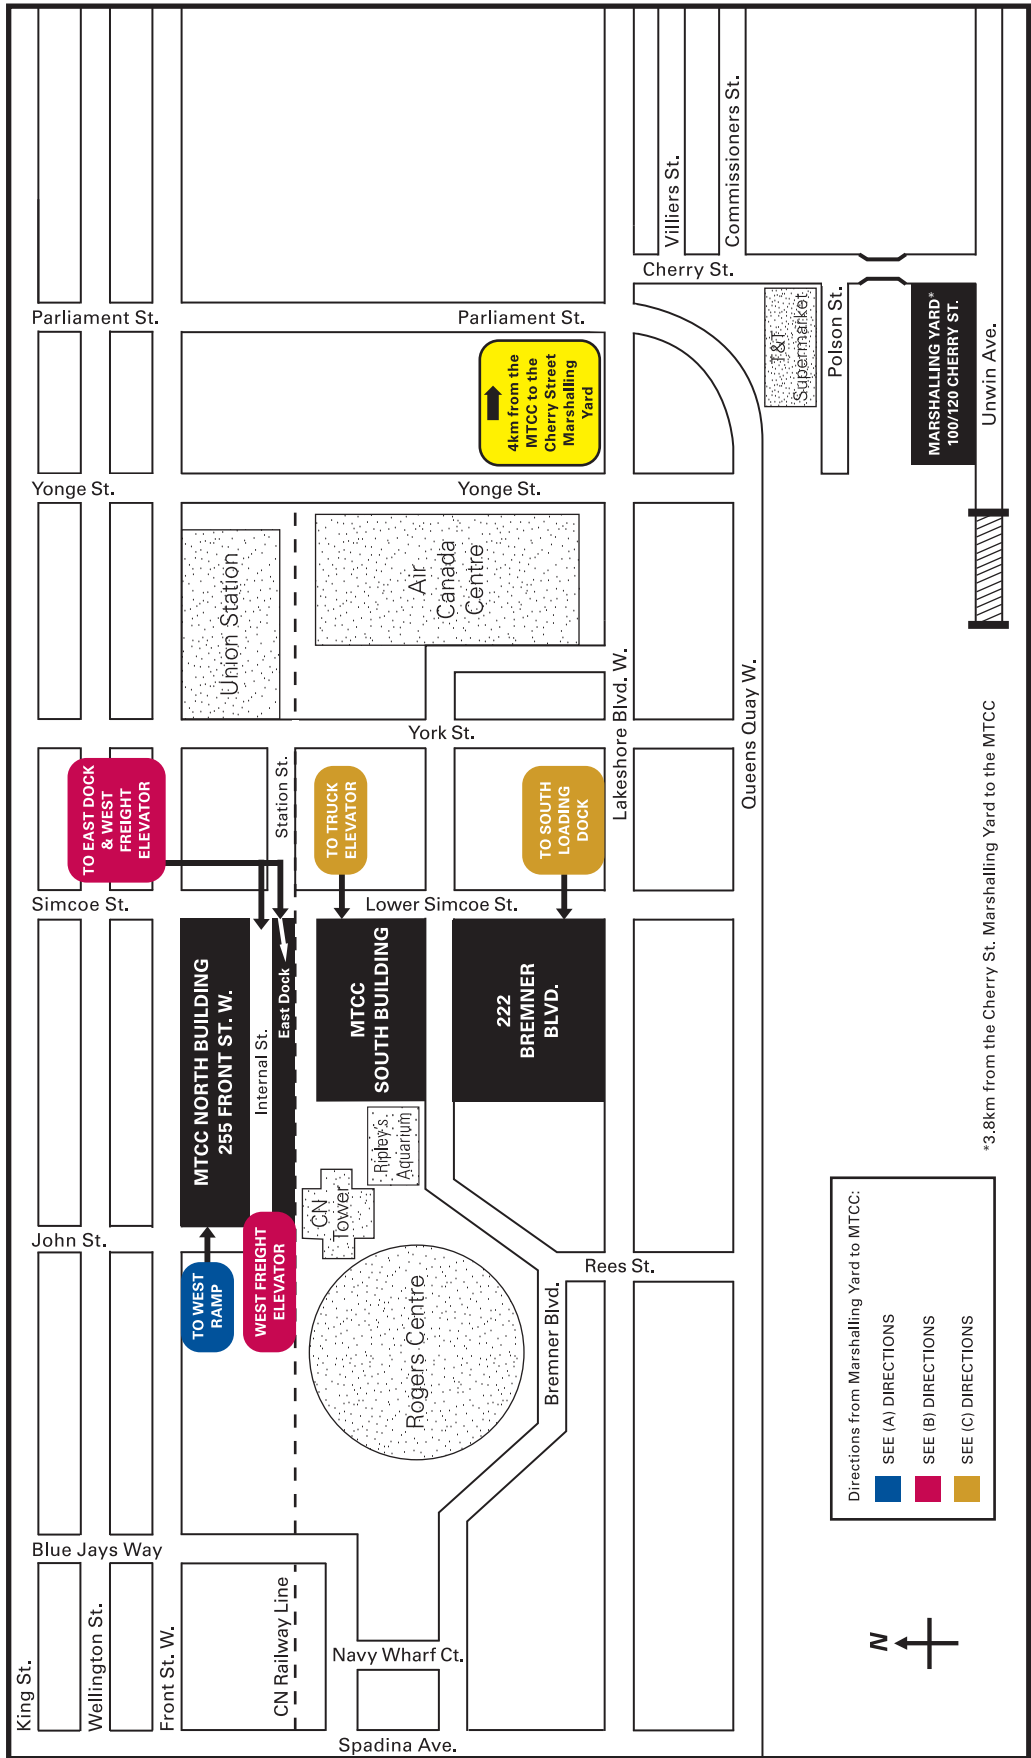 King St.
Wellington St.
Front St. W.
CN Railway Line
Spadina Ave.
Navy Wharf Ct.
Blue Jays Way
John St.
Simcoe St.
Yonge St.
Parliament St.
Parliament St.
Yonge St.
York St.
Lower Simcoe St.
Station St.
Internal St.
Bremner Blvd.
Rees St.
Lakeshore Blvd. W.
Queens Quay W.
Cherry St.
Villiers St.
Commissioners St.
Polson St.
Unwin Ave.
TO WEST
RAMP
WEST FREIGHT
ELEVATOR
MTCC NORTH BUILDING
255 FRONT ST. W.
East Dock
TO EAST DOCK
& WEST
FREIGHT
ELEVATOR
MTCC
SOUTH BUILDING
TO TRUCK
ELEVATOR
222
BREMNER
BLVD.
TO SOUTH
LOADING
DOCK
Rogers Centre
CN
Tower
Ripley's.
Aquarium
Union Station
Air
Canada
Centre
4km from the
MTCC to the
Cherry Street
Marshalling
Yard
T&T
Supermarket
MARSHALLING YARD*
100/120 CHERRY ST.
N
Directions from Marshalling Yard to MTCC:
SEE (A) DIRECTIONS
SEE (B) DIRECTIONS
SEE (C) DIRECTIONS
*3.8km from the Cherry St. Marshalling Yard to the MTCC